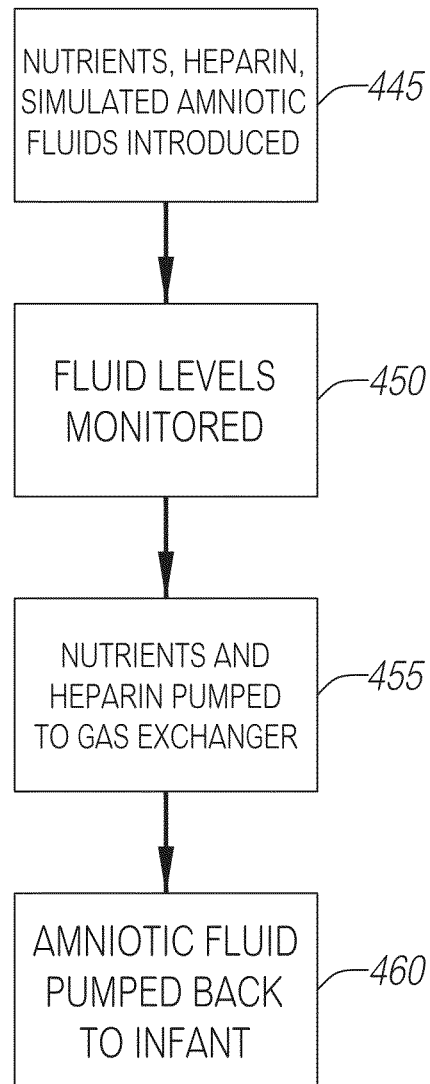 NUTRIENTS, HEPARIN,
SIMULATED AMNIOTIC
FLUIDS INTRODUCED
445
FLUID LEVELS
MONITORED
450
NUTRIENTS AND
HEPARIN PUMPED
TO GAS EXCHANGER
455
AMNIOTIC FLUID
PUMPED BACK
TO INFANT
460